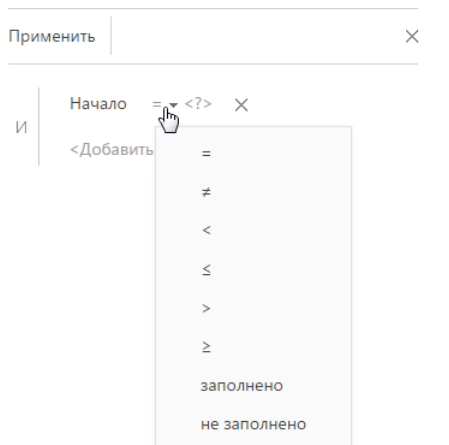 Применить
Начало = <?>
И
<Добавить
=
≠
<
≤
>
≥
заполнено
не заполнено